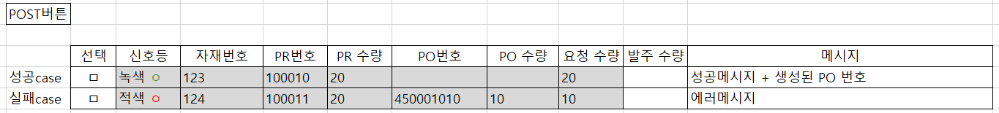 POST버튼
선택 신호등 자재번호 PR번호 PR 수량 PO번호 PO 수량 요청 수량 발주 수량 메시지
성공case ㅁ 녹색 ㅇ 123 100010 20 20 성공메시지 + 생성된 PO 번호
실패case ㅁ 적색 ㅇ 124 100011 20 450001010 10 10 에러메시지